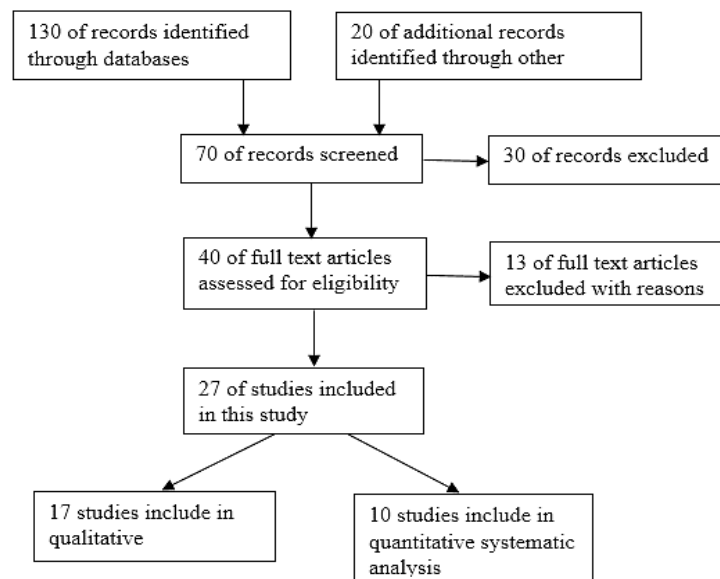 130 of records identified
through databases
20 of additional records
identified through other
70 of records screened
30 of records excluded
40 of full text articles
assessed for eligibility
13 of full text articles
excluded with reasons
27 of studies included
in this study
17 studies include in
qualitative
10 studies include in
quantitative systematic
analysis